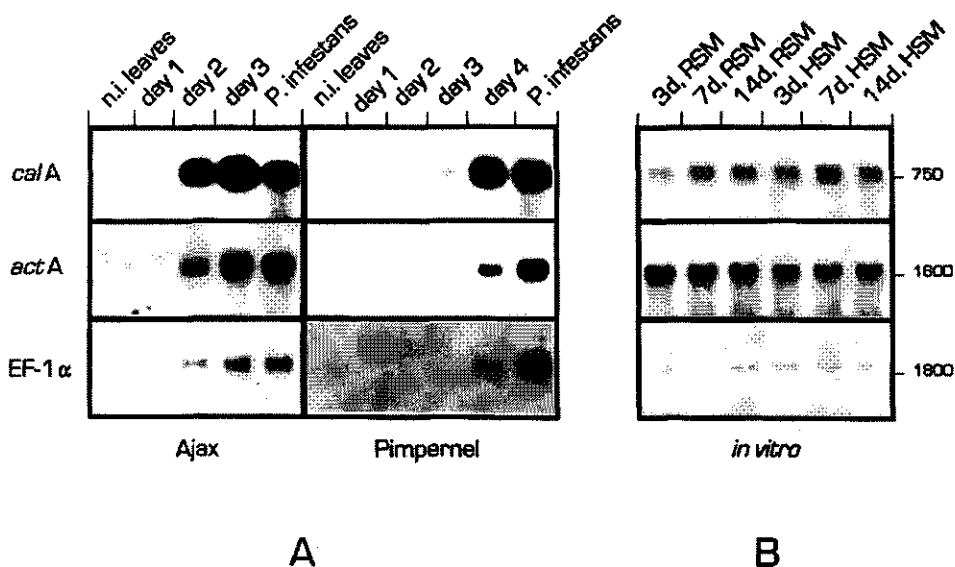 n.i. leaves day 1 day 2 day 3 P. infestans n.i. leaves day 1 day 2 day 3 day 4 P. infestans 3d, RSM 7d, RSM 14d, RSM 3d, HSM 7d, HSM 14d, HSM
calA 750
actA 1600
EF-1α 1800
Ajax Pimpernel in vitro
A B